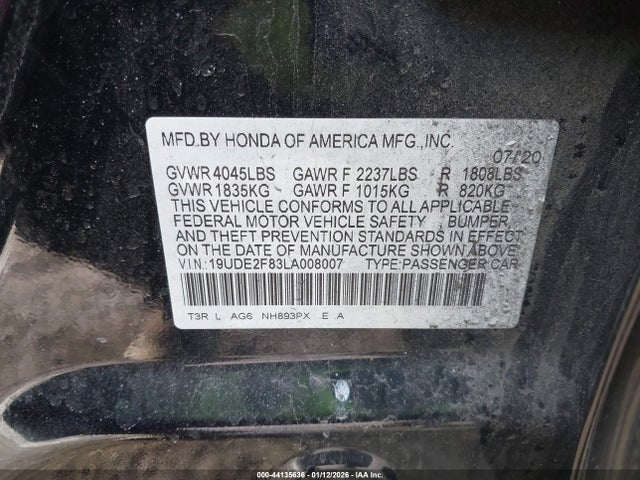 MFD.BY HONDA OF AMERICA MFG.,INC.
07/20
GVWR 4045LBS GAWR F 2237LBS R 1808LBS
GVWR 1835KG GAWR F 1015KG R 820KG
THIS VEHICLE CONFORMS TO ALL APPLICABLE
FEDERAL MOTOR VEHICLE SAFETY BUMPER,
AND THEFT PREVENTION STANDARDS IN EFFECT
ON THE DATE OF MANUFACTURE SHOWN ABOVE.
V.I.N.:19UDE2F83LA008007 TYPE:PASSENGER CAR
T3R L AG6 NH893PX E A
000-44135636 01/12/2026 IAA Inc.